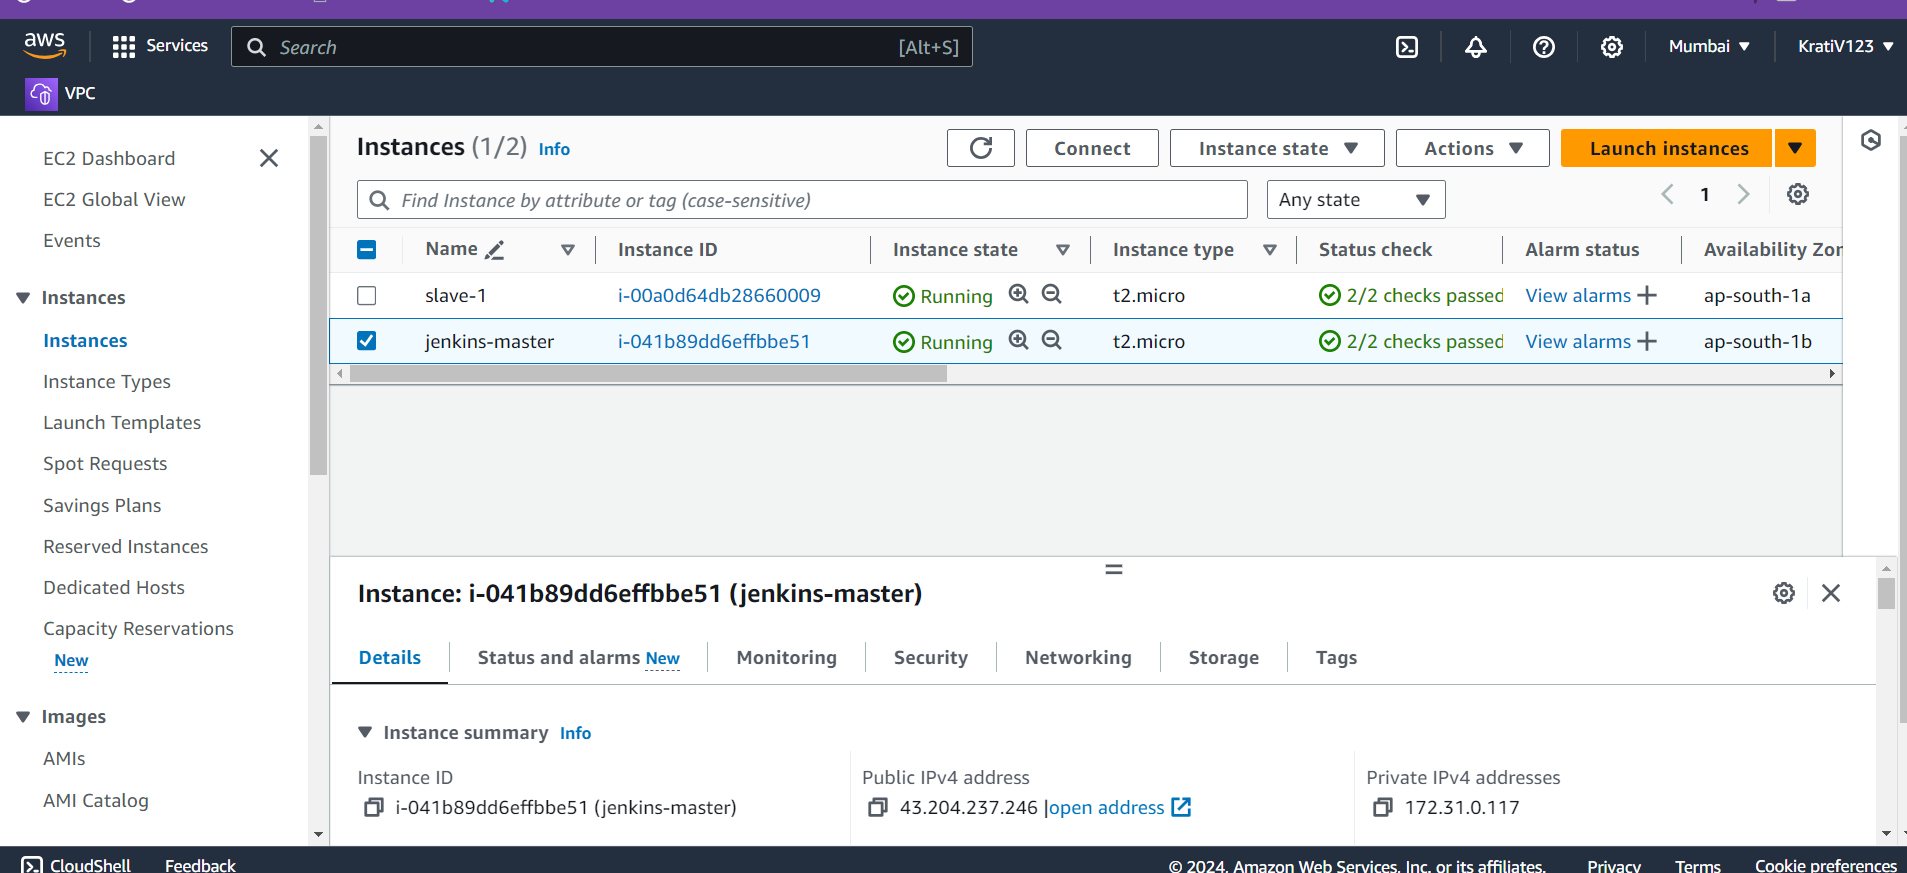 aws
Services
Search
[Alt+S]
Mumbai
KratiV123
VPC
EC2 Dashboard
EC2 Global View
Events
Instances
Instances
Instance Types
Launch Templates
Spot Requests
Savings Plans
Reserved Instances
Dedicated Hosts
Capacity Reservations
New
Images
AMIs
AMI Catalog
Instances (1/2) Info
Connect
Instance state
Actions
Launch instances
Find Instance by attribute or tag (case-sensitive)
Any state
1
Name Instance ID Instance state Instance type Status check Alarm status Availability Zon
slave-1 i-00a0d64db28660009 Running t2.micro 2/2 checks passed View alarms + ap-south-1a
jenkins-master i-041b89dd6effbbe51 Running t2.micro 2/2 checks passed View alarms + ap-south-1b
Instance: i-041b89dd6effbbe51 (jenkins-master)
Details Status and alarms New Monitoring Security Networking Storage Tags
Instance summary Info
Instance ID
i-041b89dd6effbbe51 (jenkins-master)
Public IPv4 address
43.204.237.246 |open address
Private IPv4 addresses
172.31.0.117
CloudShell Feedback © 2024, Amazon Web Services, Inc. or its affiliates. Privacy Terms Cookie preferences